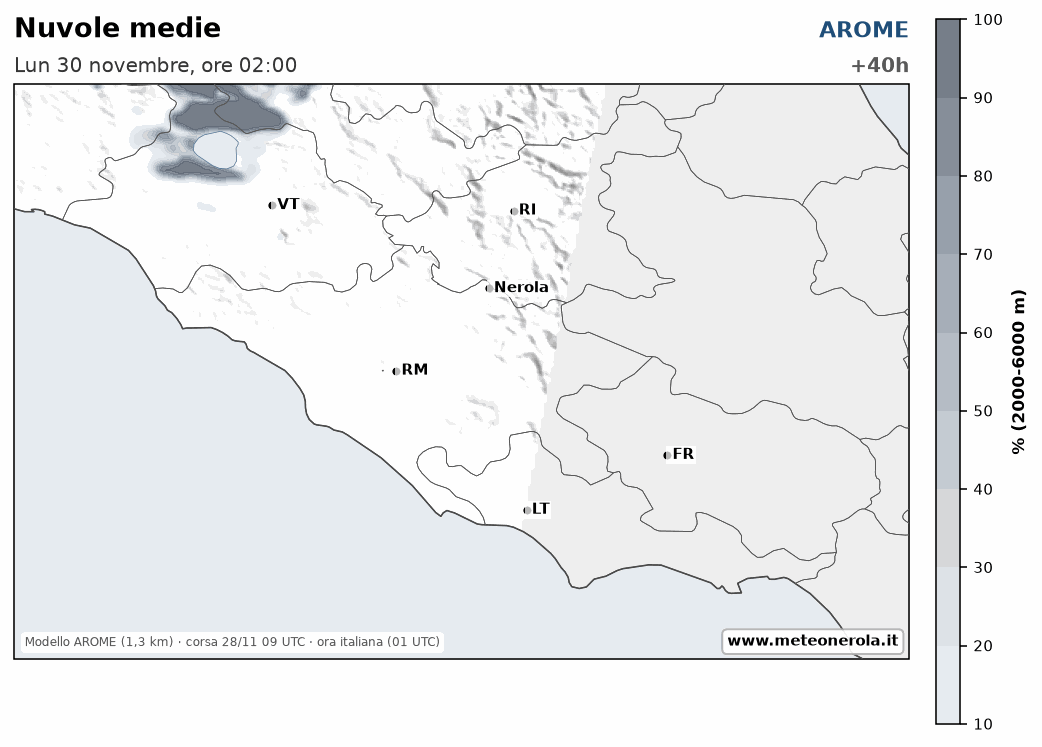 Nuvole medie
AROME
Lun 30 novembre, ore 02:00
+40h
100
90
80
70
60
50
40
30
20
10
% (2000-6000 m)
VT
RI
Nerola
RM
FR
LT
Modello AROME (1,3 km) · corsa 28/11 09 UTC · ora italiana (01 UTC)
www.meteonerola.it